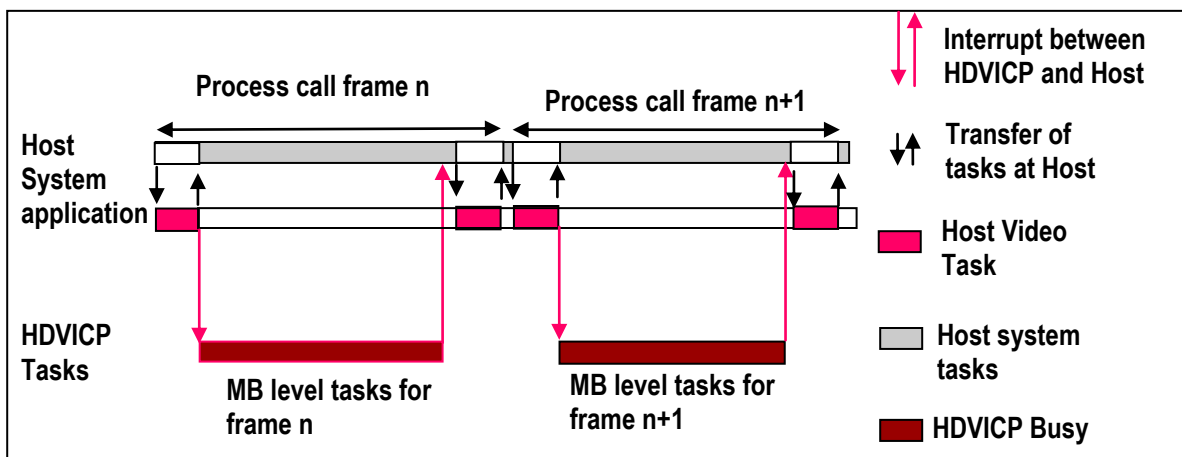 Process call frame n
Process call frame n+1
Host
System
application
HDVICP
Tasks
MB level tasks for
frame n
MB level tasks for
frame n+1
Interrupt between
HDVICP and Host
Transfer of
tasks at Host
Host Video
Task
Host system
tasks
HDVICP Busy